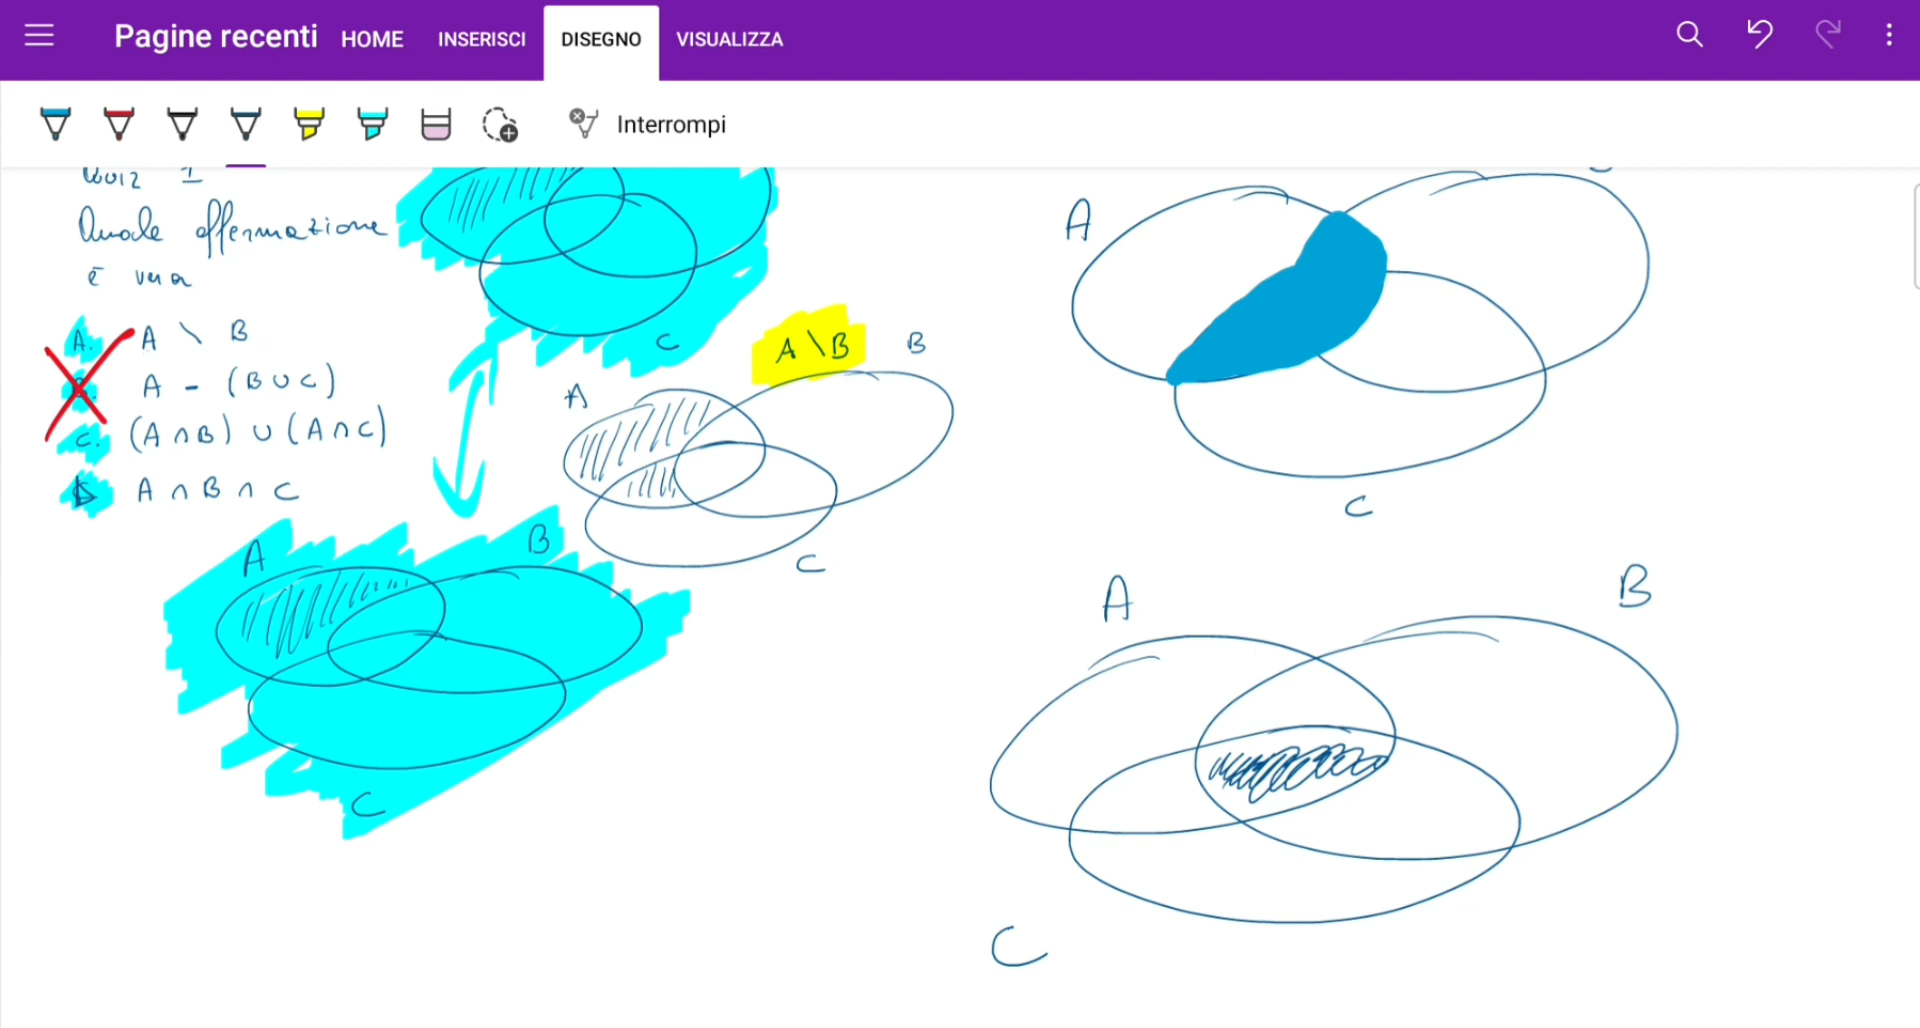 Pagine recenti HOME INSERISCI DISEGNO VISUALIZZA
Interrompi
Quiz 1
Quale affermazione
è vera
A. A \ B
B. A - (B ∪ C)
C. (A ∩ B) ∪ (A ∩ C)
D A ∩ B ∩ C
C
A \ B
A
B
C
A
B
C
A
C
A
B
C